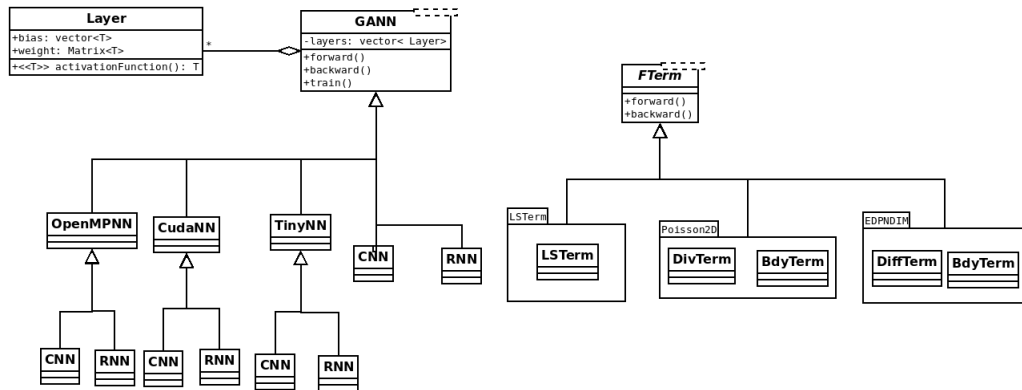 Layer
+bias: vector<T>
+weight: Matrix<T>
+<<T>> activationFunction(): T
*
GANN
-layers: vector< Layer>
+forward()
+backward()
+train()
FTerm
+forward()
+backward()
OpenMPNN
CudaNN
TinyNN
CNN
RNN
CNN
RNN
CNN
RNN
CNN
RNN
LSTerm
LSTerm
Poisson2D
DivTerm
BdyTerm
EDPNDIM
DiffTerm
BdyTerm